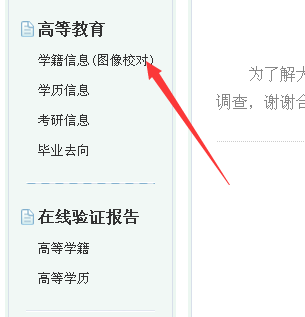 高等教育
学籍信息(图像校对)
学历信息
考研信息
毕业去向
在线验证报告
高等学籍
高等学历
为了解大
调查，谢谢合